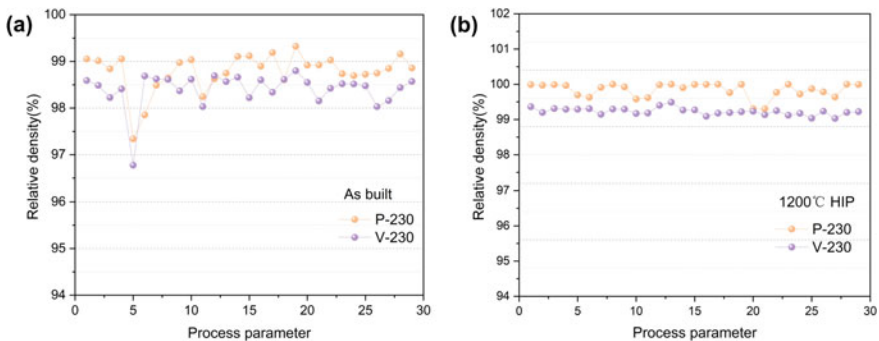 (a)
100
99
98
97
96
95
94
Relative density(%)
As built
P-230
V-230
0
5
10
15
20
25
30
Process parameter
(b)
102
101
100
99
98
97
96
95
94
Relative density(%)
1200℃ HIP
P-230
V-230
0
5
10
15
20
25
30
Process parameter